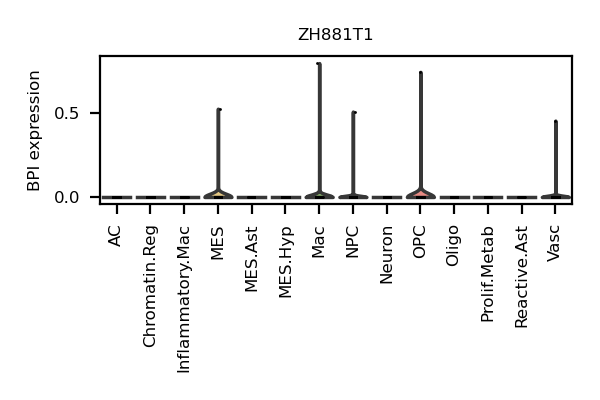 ZH881T1
BPI expression
0.5
0.0
AC
Chromatin.Reg
Inflammatory.Mac
MES
MES.Ast
MES.Hyp
Mac
NPC
Neuron
OPC
Oligo
Prolif.Metab
Reactive.Ast
Vasc